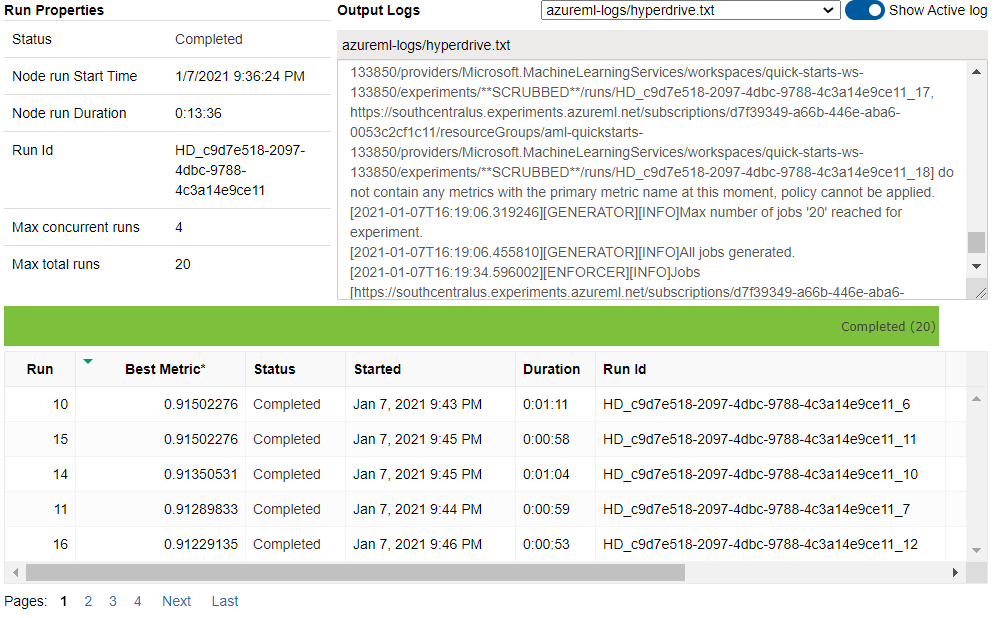 Run Properties
Status Completed
Node run Start Time 1/7/2021 9:36:24 PM
Node run Duration 0:13:36
Run Id HD_c9d7e518-2097-
4dbc-9788-
4c3a14e9ce11
Max concurrent runs 4
Max total runs 20
Output Logs azureml-logs/hyperdrive.txt Show Active log
azureml-logs/hyperdrive.txt
133850/providers/Microsoft.MachineLearningServices/workspaces/quick-starts-ws-
133850/experiments/**SCRUBBED**/runs/HD_c9d7e518-2097-4dbc-9788-4c3a14e9ce11_17,
https://southcentralus.experiments.azureml.net/subscriptions/d7f39349-a66b-446e-aba6-
0053c2cf1c11/resourceGroups/aml-quickstarts-
133850/providers/Microsoft.MachineLearningServices/workspaces/quick-starts-ws-
133850/experiments/**SCRUBBED**/runs/HD_c9d7e518-2097-4dbc-9788-4c3a14e9ce11_18] do
not contain any metrics with the primary metric name at this moment, policy cannot be applied.
[2021-01-07T16:19:06.319246][GENERATOR][INFO]Max number of jobs '20' reached for
experiment.
[2021-01-07T16:19:06.455810][GENERATOR][INFO]All jobs generated.
[2021-01-07T16:19:34.596002][ENFORCER][INFO]Jobs
[https://southcentralus.experiments.azureml.net/subscriptions/d7f39349-a66b-446e-aba6-
Completed (20)
Run Best Metric* Status Started Duration Run Id
10 0.91502276 Completed Jan 7, 2021 9:43 PM 0:01:11 HD_c9d7e518-2097-4dbc-9788-4c3a14e9ce11_6
15 0.91502276 Completed Jan 7, 2021 9:45 PM 0:00:58 HD_c9d7e518-2097-4dbc-9788-4c3a14e9ce11_11
14 0.91350531 Completed Jan 7, 2021 9:45 PM 0:01:04 HD_c9d7e518-2097-4dbc-9788-4c3a14e9ce11_10
11 0.91289833 Completed Jan 7, 2021 9:44 PM 0:00:59 HD_c9d7e518-2097-4dbc-9788-4c3a14e9ce11_7
16 0.91229135 Completed Jan 7, 2021 9:46 PM 0:00:53 HD_c9d7e518-2097-4dbc-9788-4c3a14e9ce11_12
Pages: 1 2 3 4 Next Last